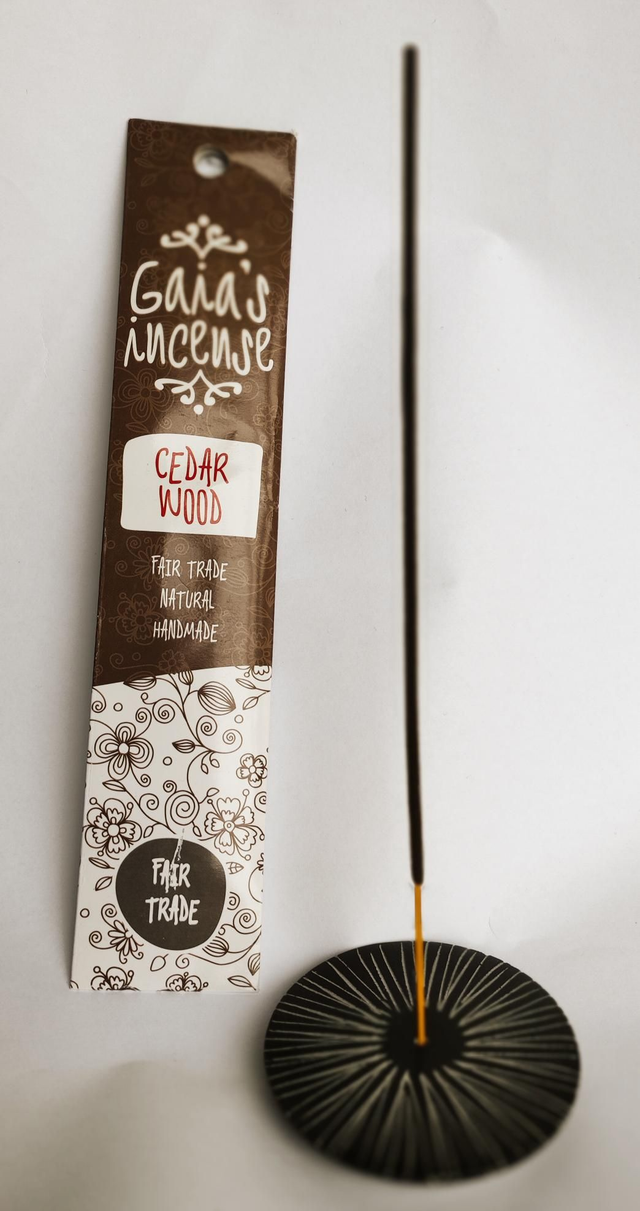 Gaia's
incense
CEDAR
WOOD
FAIR TRADE
NATURAL
HANDMADE
FAIR
TRADE